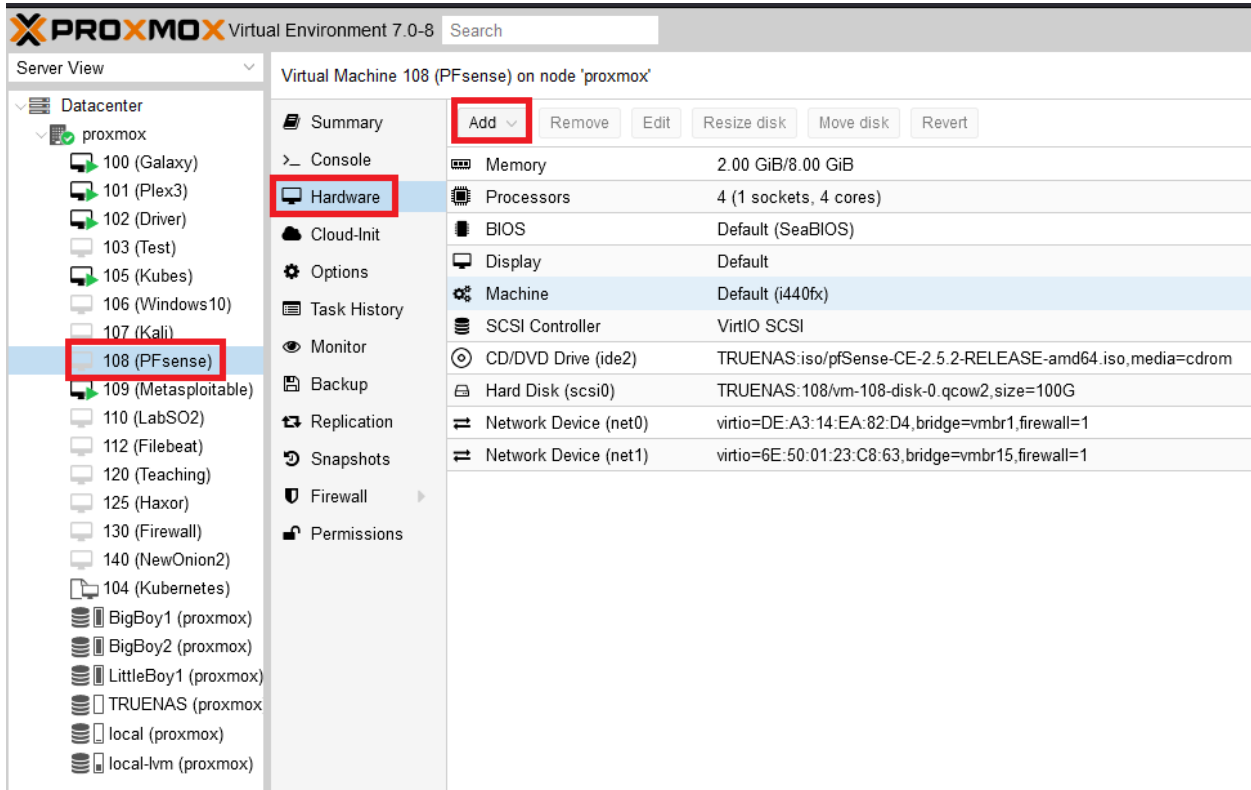 PROXMOX Virtual Environment 7.0-8 Search
Server View
Datacenter
proxmox
100 (Galaxy)
101 (Plex3)
102 (Driver)
103 (Test)
105 (Kubes)
106 (Windows10)
107 (Kali)
108 (PFsense)
109 (Metasploitable)
110 (LabSO2)
112 (Filebeat)
120 (Teaching)
125 (Haxor)
130 (Firewall)
140 (NewOnion2)
104 (Kubernetes)
BigBoy1 (proxmox)
BigBoy2 (proxmox)
LittleBoy1 (proxmox)
TRUENAS (proxmox
local (proxmox)
local-lvm (proxmox)
Virtual Machine 108 (PFsense) on node 'proxmox'
Summary
Console
Hardware
Cloud-Init
Options
Task History
Monitor
Backup
Replication
Snapshots
Firewall
Permissions
Add Remove Edit Resize disk Move disk Revert
Memory 2.00 GiB/8.00 GiB
Processors 4 (1 sockets, 4 cores)
BIOS Default (SeaBIOS)
Display Default
Machine Default (i440fx)
SCSI Controller VirtIO SCSI
CD/DVD Drive (ide2) TRUENAS:iso/pfSense-CE-2.5.2-RELEASE-amd64.iso,media=cdrom
Hard Disk (scsi0) TRUENAS:108/vm-108-disk-0.qcow2,size=100G
Network Device (net0) virtio=DE:A3:14:EA:82:D4,bridge=vmbr1,firewall=1
Network Device (net1) virtio=6E:50:01:23:C8:63,bridge=vmbr15,firewall=1